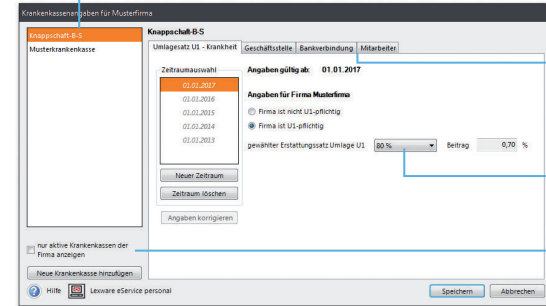 Krankenkassenangaben für Musterfirma
Knappschaft-B-S
Musterkrankenkasse
nur aktive Krankenkassen der
Firma anzeigen
Neue Krankenkasse hinzufügen
Knappschaft-B-S
Umlagesatz U1 - Krankheit Geschäftsstelle Bankverbindung Mitarbeiter
Zeitraumauswahl
01.01.2017
01.01.2016
01.01.2015
01.01.2014
01.01.2013
Neuer Zeitraum
Zeitraum löschen
Angaben korrigieren
Angaben gültig ab: 01.01.2017
Angaben für Firma Musterfirma
Firma ist nicht U1-pflichtig
Firma ist U1-pflichtig
gewählter Erstattungssatz Umlage U1 80 % Beitrag 0,70 %
Hilfe Lexware eService personal Speichern Abbrechen